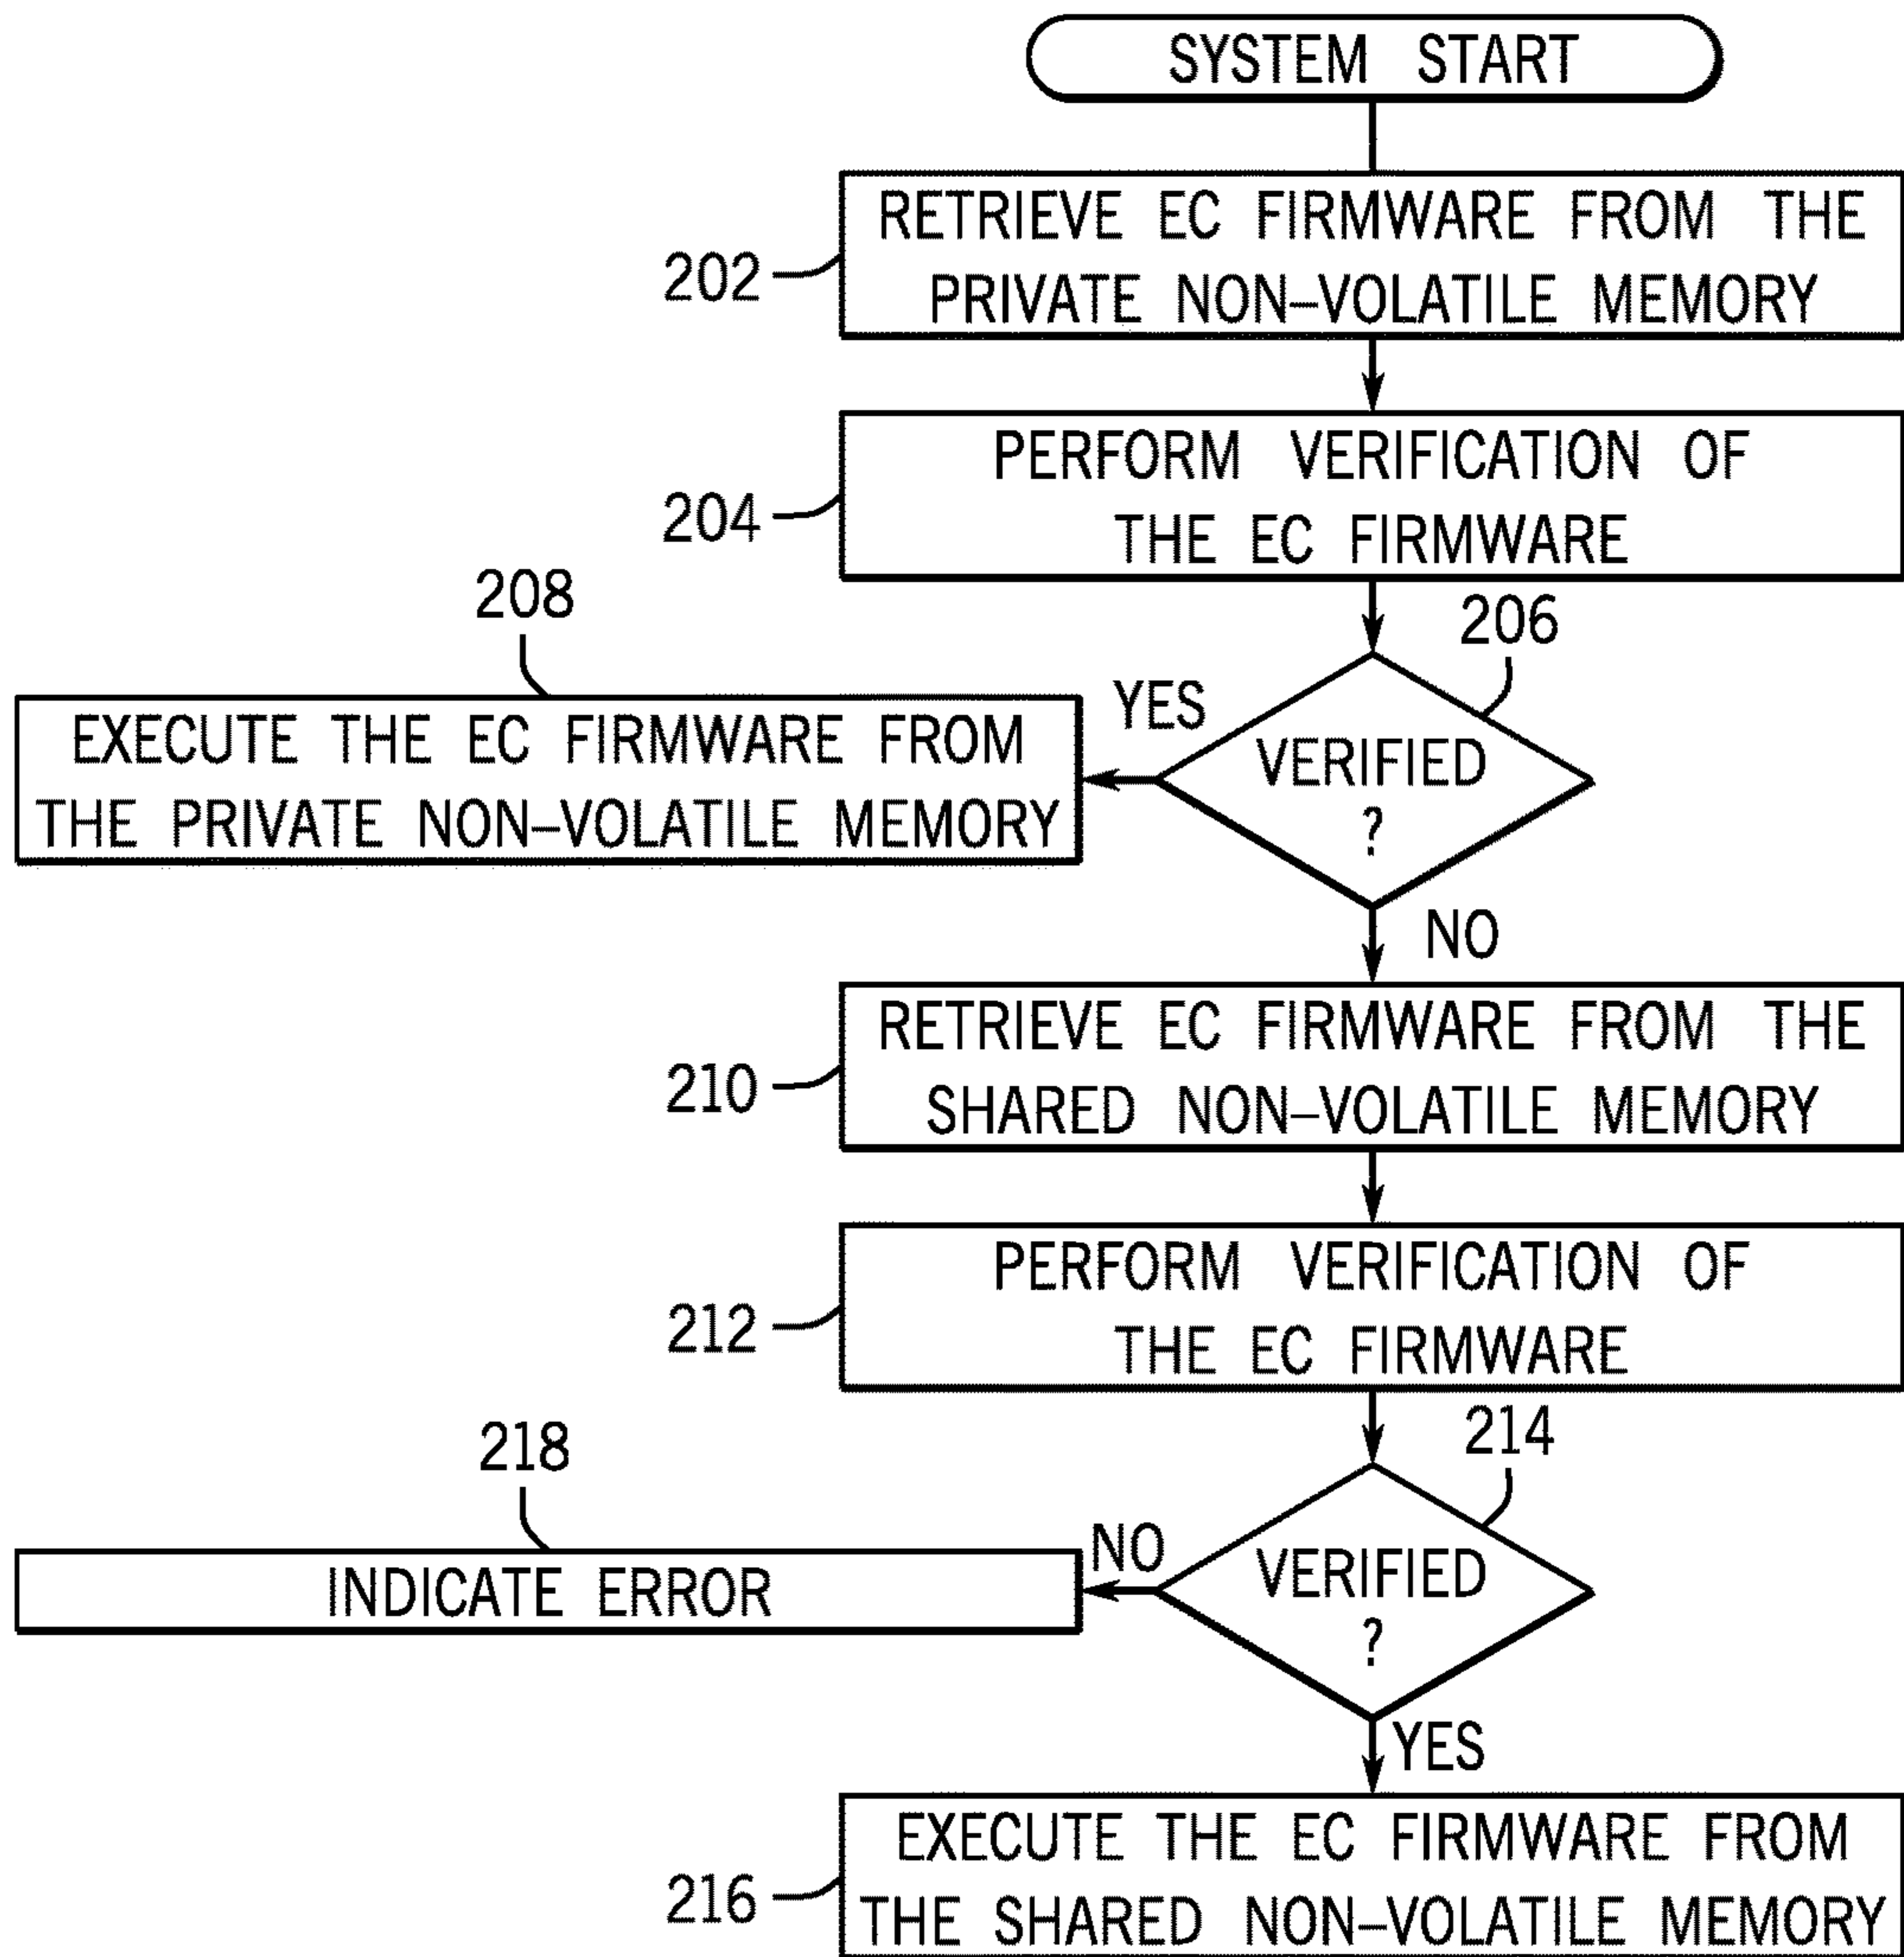 SYSTEM START
RETRIEVE EC FIRMWARE FROM THE
PRIVATE NON–VOLATILE MEMORY
202
PERFORM VERIFICATION OF
THE EC FIRMWARE
204
206
VERIFIED
?
YES
208
EXECUTE THE EC FIRMWARE FROM
THE PRIVATE NON–VOLATILE MEMORY
NO
RETRIEVE EC FIRMWARE FROM THE
SHARED NON–VOLATILE MEMORY
210
PERFORM VERIFICATION OF
THE EC FIRMWARE
212
214
VERIFIED
?
NO
218
INDICATE ERROR
YES
EXECUTE THE EC FIRMWARE FROM
THE SHARED NON–VOLATILE MEMORY
216